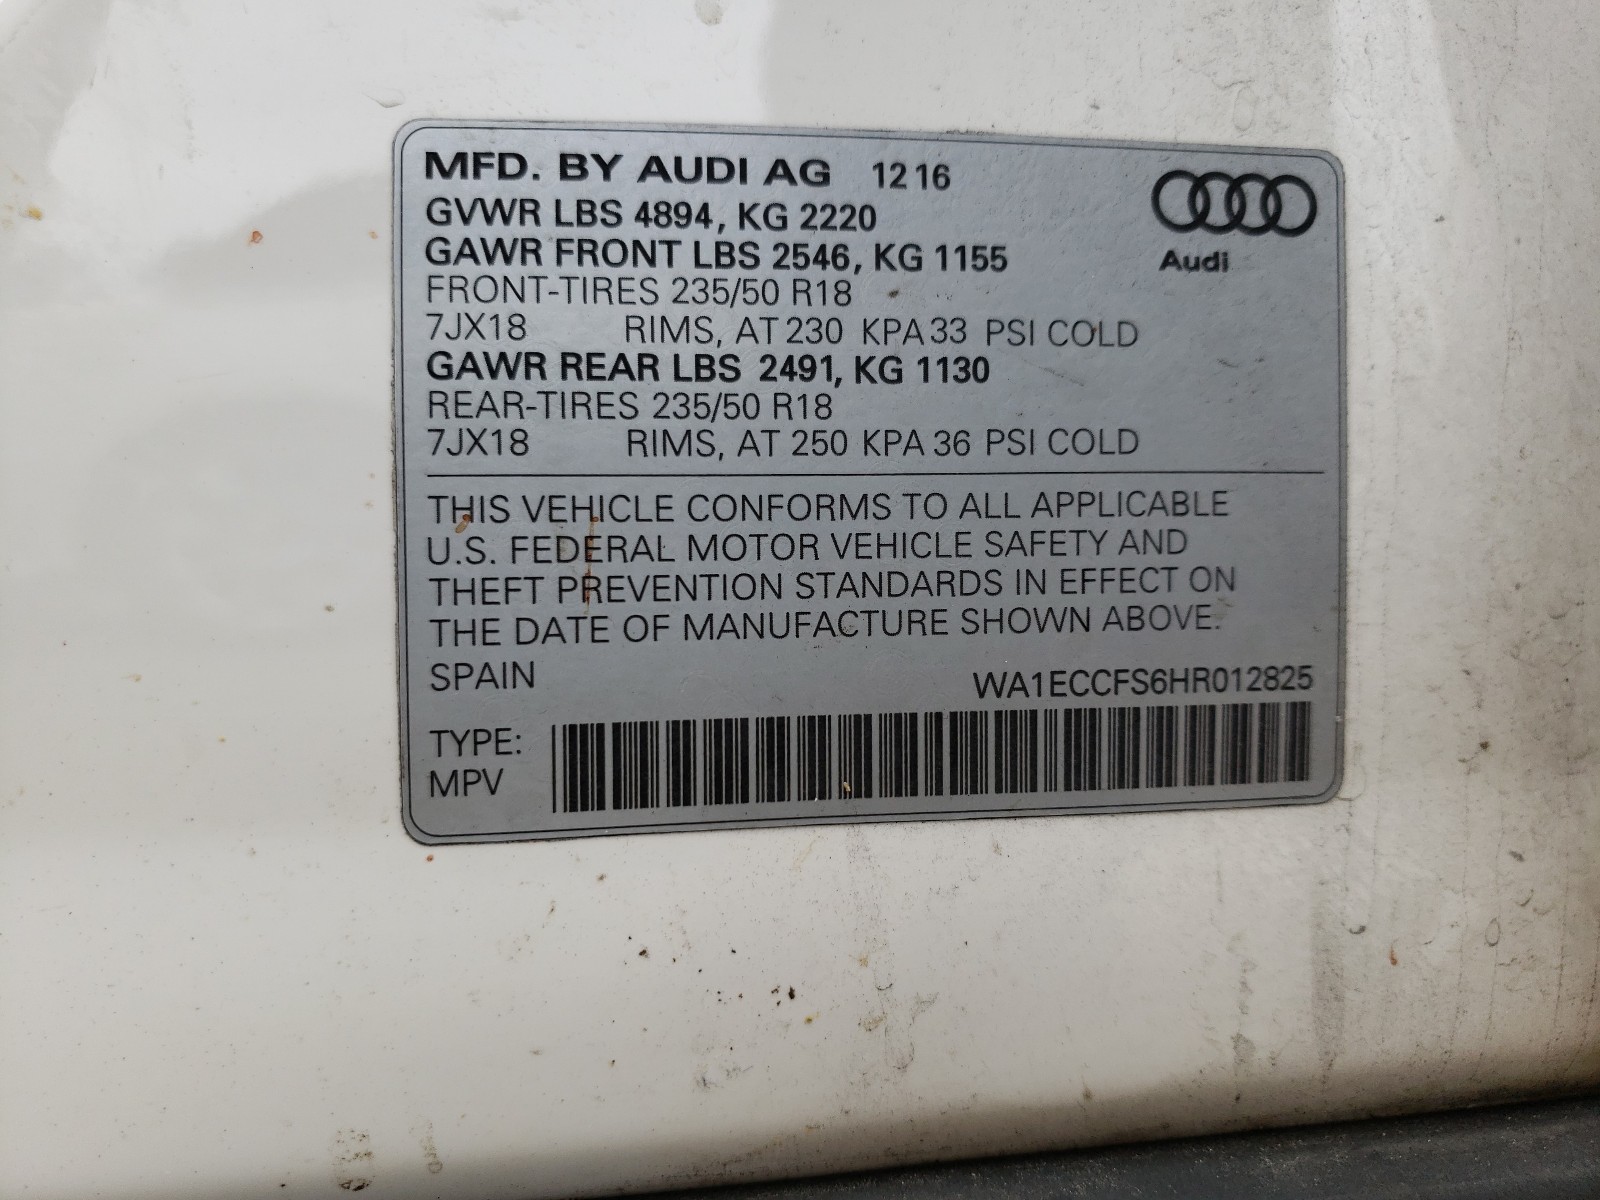 MFD. BY AUDI AG 12 16
GVWR LBS 4894, KG 2220
GAWR FRONT LBS 2546, KG 1155
Audi
FRONT-TIRES 235/50 R18
7JX18 RIMS, AT 230 KPA 33 PSI COLD
GAWR REAR LBS 2491, KG 1130
REAR-TIRES 235/50 R18
7JX18 RIMS, AT 250 KPA 36 PSI COLD
THIS VEHICLE CONFORMS TO ALL APPLICABLE
U.S. FEDERAL MOTOR VEHICLE SAFETY AND
THEFT PREVENTION STANDARDS IN EFFECT ON
THE DATE OF MANUFACTURE SHOWN ABOVE.
SPAIN WA1ECCFS6HR012825
TYPE:
MPV